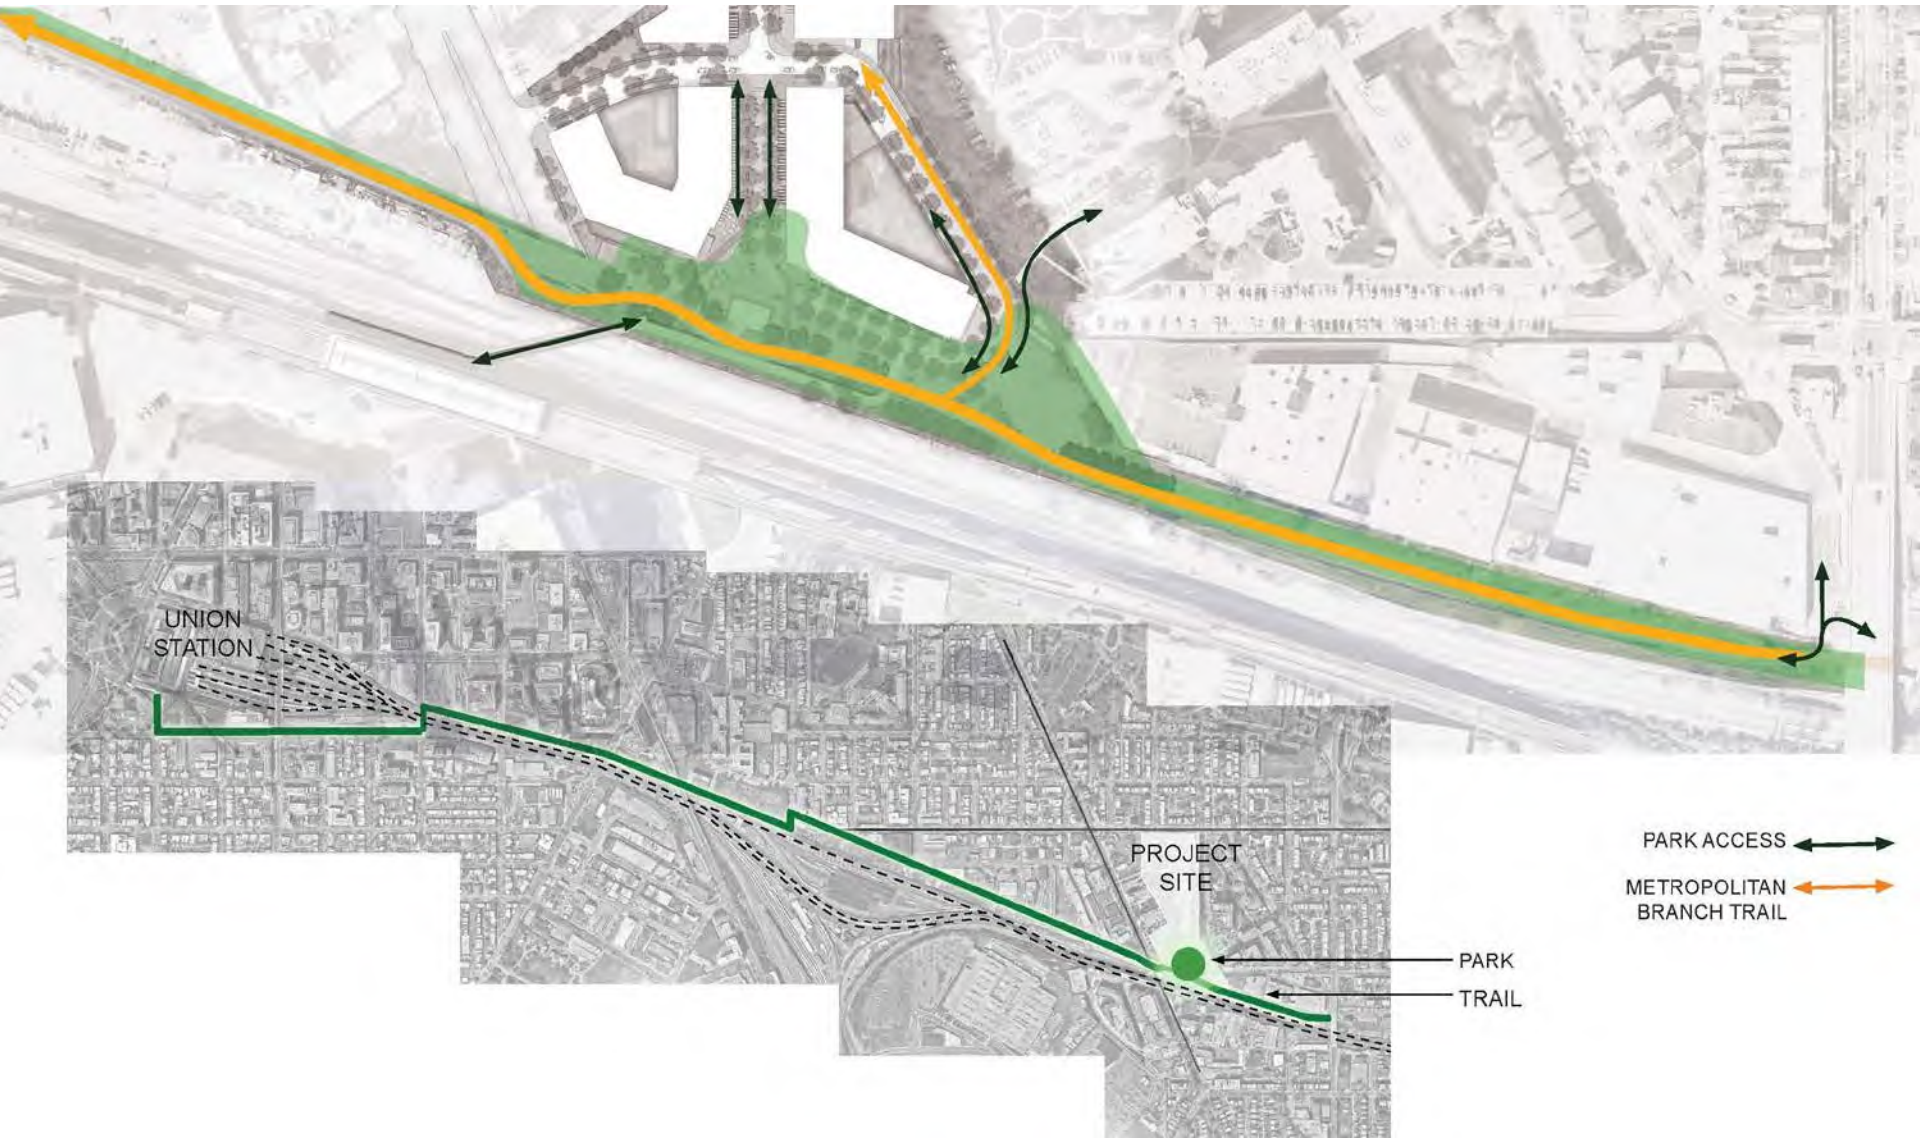 UNION
STATION
PROJECT
SITE
PARK ACCESS
METROPOLITAN
BRANCH TRAIL
PARK
TRAIL